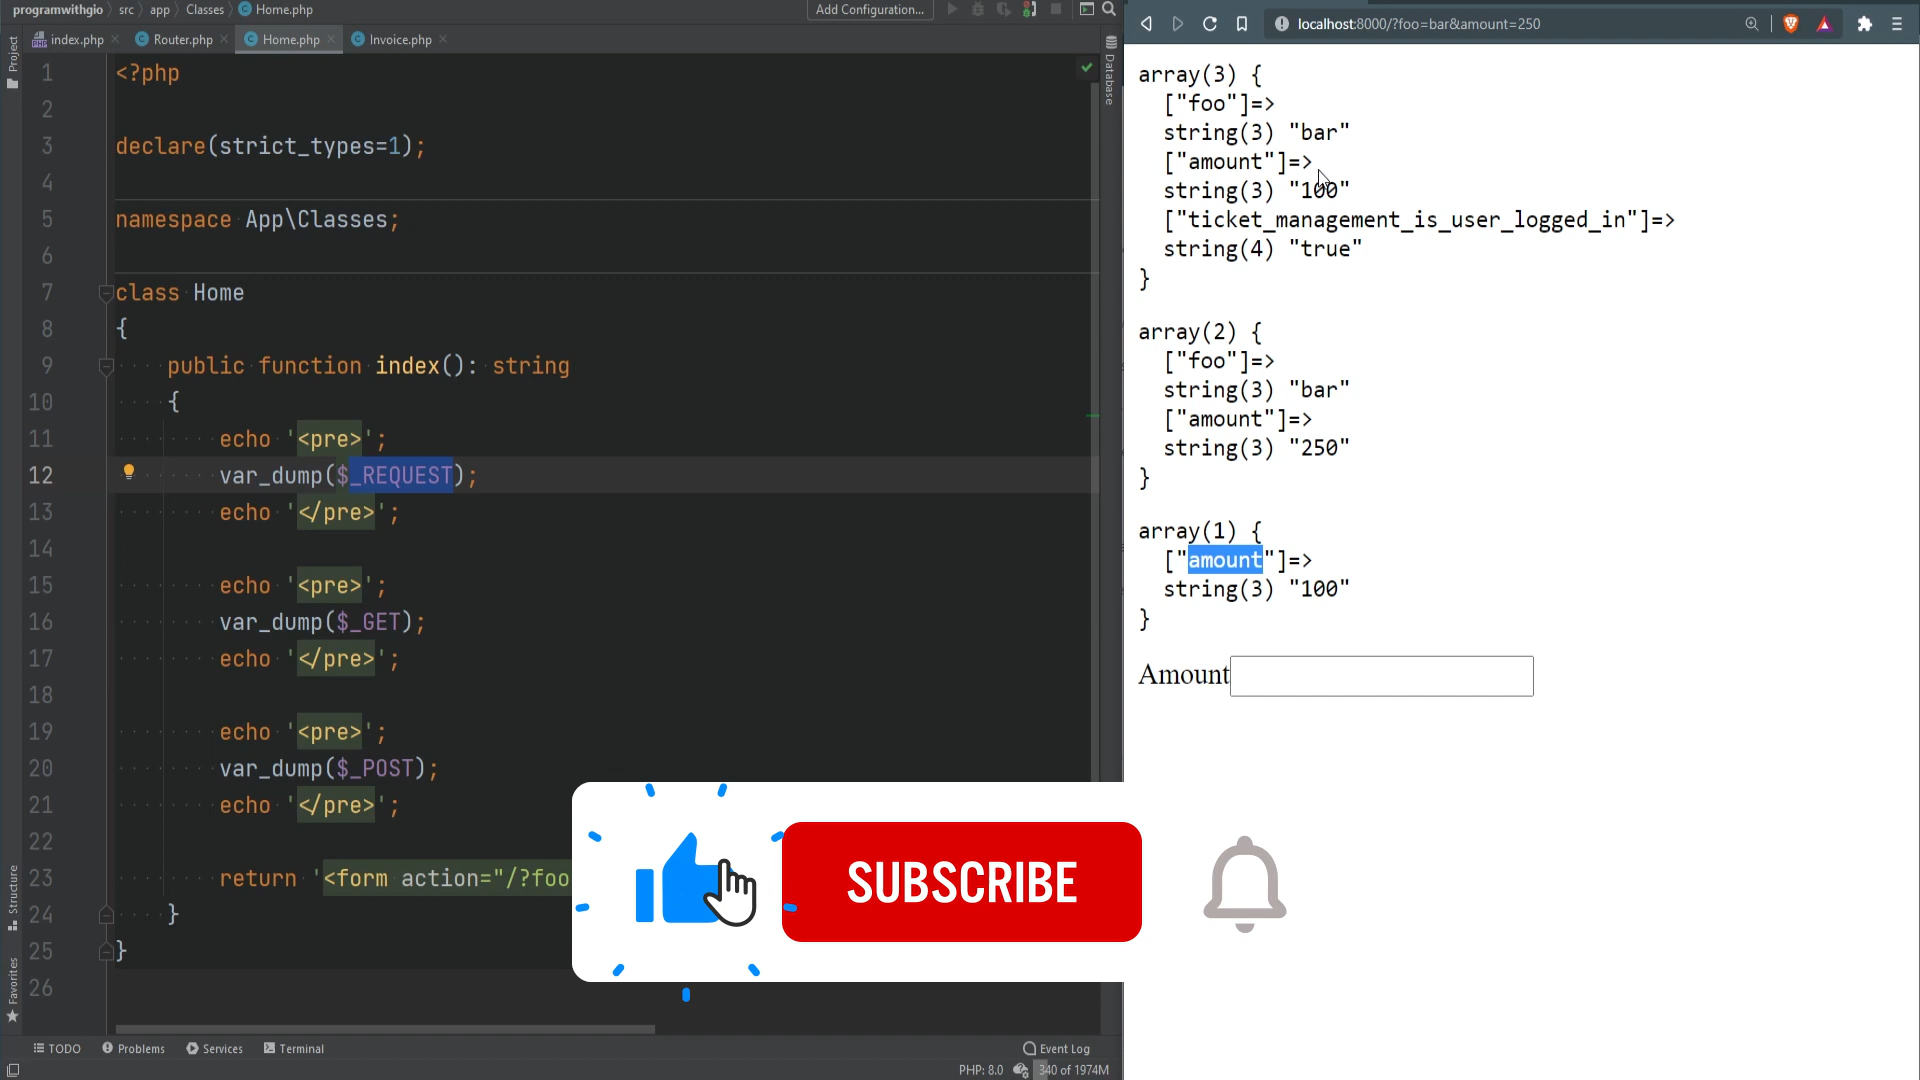 programwithgio
src
app
Classes
Home.php
Add Configuration...
index.php
Router.php
Home.php
Invoice.php
Project
Database
1 <?php
2
3 declare(strict_types=1);
4
5 namespace App\Classes;
6
7 class Home
8 {
9 public function index(): string
10 {
11 echo '<pre>';
12 var_dump($_REQUEST);
13 echo '</pre>';
14
15 echo '<pre>';
16 var_dump($_GET);
17 echo '</pre>';
18
19 echo '<pre>';
20 var_dump($_POST);
21 echo '</pre>';
22
23 return '<form action="/?foo
24 }
25 }
26
Structure
Favorites
TODO
Problems
Services
Terminal
Event Log
PHP: 8.0
340 of 1974M
localhost:8000/?foo=bar&amount=250
array(3) {
["foo"]=>
string(3) "bar"
["amount"]=>
string(3) "100"
["ticket_management_is_user_logged_in"]=>
string(4) "true"
}
array(2) {
["foo"]=>
string(3) "bar"
["amount"]=>
string(3) "250"
}
array(1) {
["amount"]=>
string(3) "100"
}
Amount
SUBSCRIBE